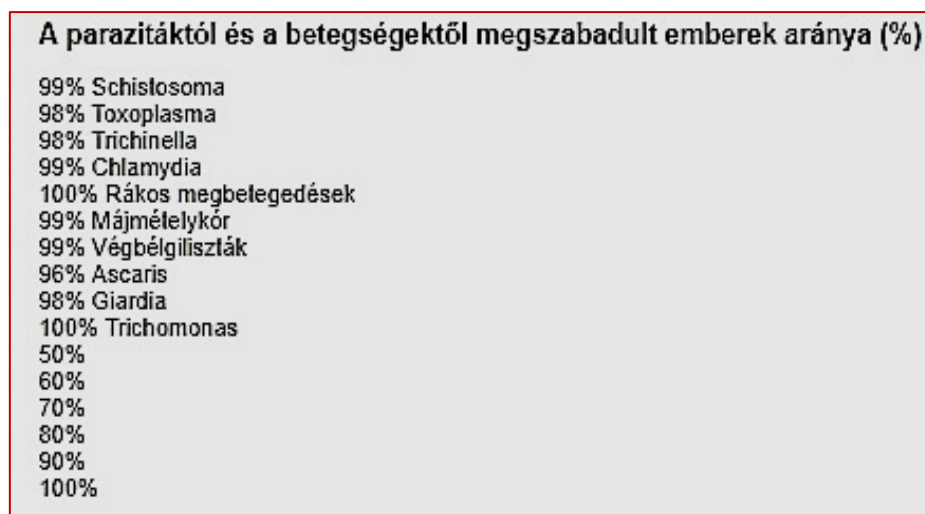 A parazitáktól és a betegségektől megszabadult emberek aránya (%)
99% Schistosoma
98% Toxoplasma
98% Trichinella
99% Chlamydia
100% Rákos megbetegedések
99% Májmételykór
99% Végbélgiliszták
96% Ascaris
98% Giardia
100% Trichomonas
50%
60%
70%
80%
90%
100%